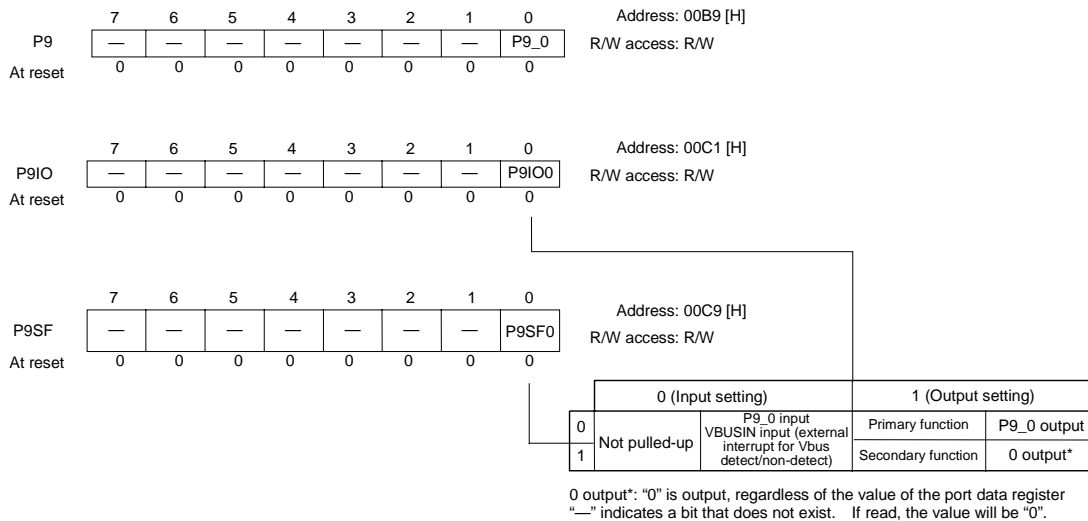 7 6 5 4 3 2 1 0 Address: 00B9 [H]
P9 — — — — — — — P9_0 R/W access: R/W
At reset 0 0 0 0 0 0 0 0
7 6 5 4 3 2 1 0 Address: 00C1 [H]
P9IO — — — — — — — P9IO0 R/W access: R/W
At reset 0 0 0 0 0 0 0 0
7 6 5 4 3 2 1 0 Address: 00C9 [H]
P9SF — — — — — — — P9SF0 R/W access: R/W
At reset 0 0 0 0 0 0 0 0
0 (Input setting) 1 (Output setting)
0 Not pulled-up P9_0 input Primary function P9_0 output
VBUSIN input (external
interrupt for Vbus
detect/non-detect)
1 Secondary function 0 output*
0 output*: “0” is output, regardless of the value of the port data register
“—” indicates a bit that does not exist. If read, the value will be “0”.